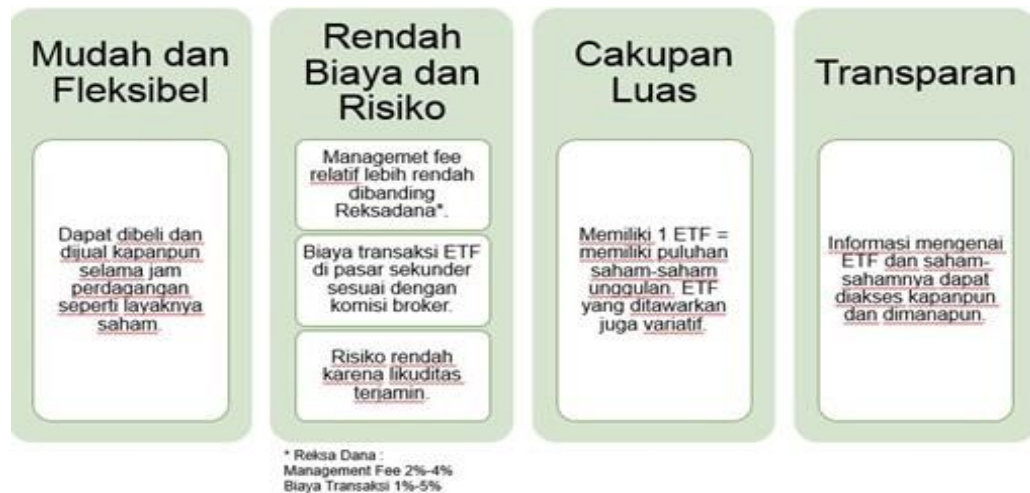 Mudah dan
Fleksibel
Dapat dibeli dan
dijual kapanpun
selama jam
perdagangan
seperti layaknya
saham.
Rendah
Biaya dan
Risiko
Managemet fee
relatif lebih rendah
dibanding
Reksadana*.
Biaya transaksi ETF
di pasar sekunder
sesuai dengan
komisi broker.
Risiko rendah
karena likuditas
terjamin.
* Reksa Dana :
Management Fee 2%-4%
Biaya Transaksi 1%-5%
Cakupan
Luas
Memiliki 1 ETF =
memiliki puluhan
saham-saham
unggulan. ETF
yang ditawarkan
juga variatif.
Transparan
Informasi mengenai
ETF dan saham-
sahamnya dapat
diakses kapanpun
dan dimanapun.